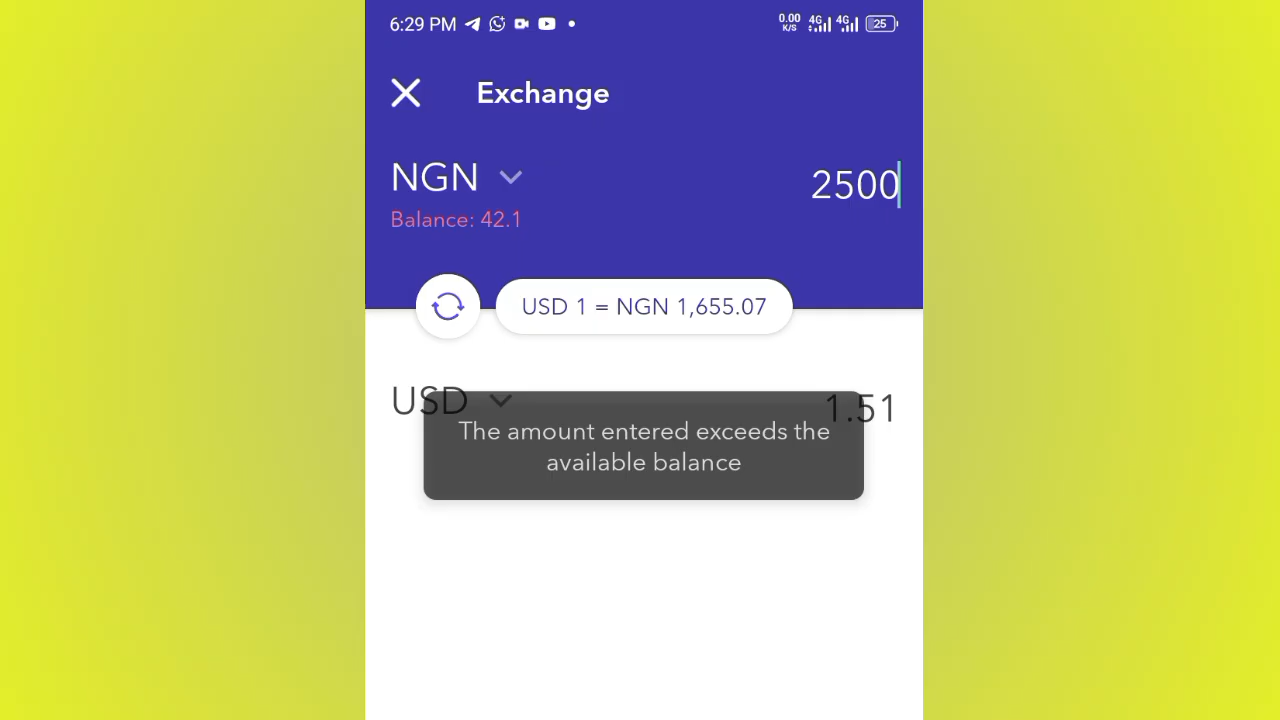 6:29 PM 0.00 K/S 4G 4G 25
Exchange
NGN 2500
Balance: 42.1
USD 1 = NGN 1,655.07
USD 1.51
The amount entered exceeds the
available balance